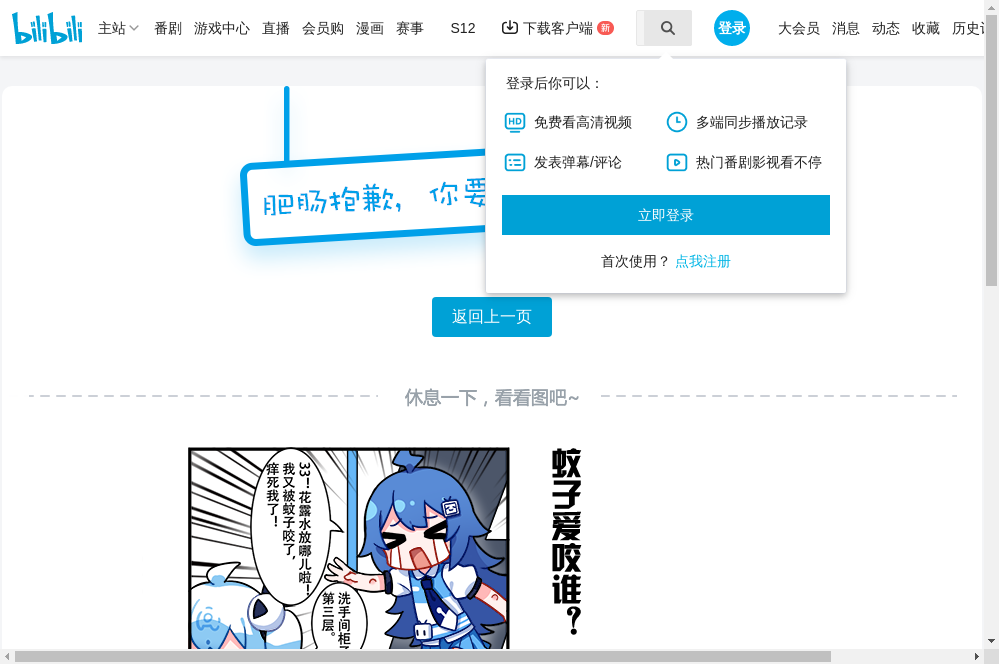 bilibili
主站 番剧 游戏中心 直播 会员购 漫画 赛事 S12 下载客户端 新 登录 大会员 消息 动态 收藏 历史
登录后你可以：
HD 免费看高清视频 多端同步播放记录
发表弹幕/评论 热门番剧影视看不停
立即登录
首次使用？ 点我注册
肥肠抱歉，你要
返回上一页
休息一下，看看图吧~
33！花露水放哪儿啦！
我又被蚊子咬了，
痒死我了！
洗手间柜
第三层。
蚊子爱咬谁？